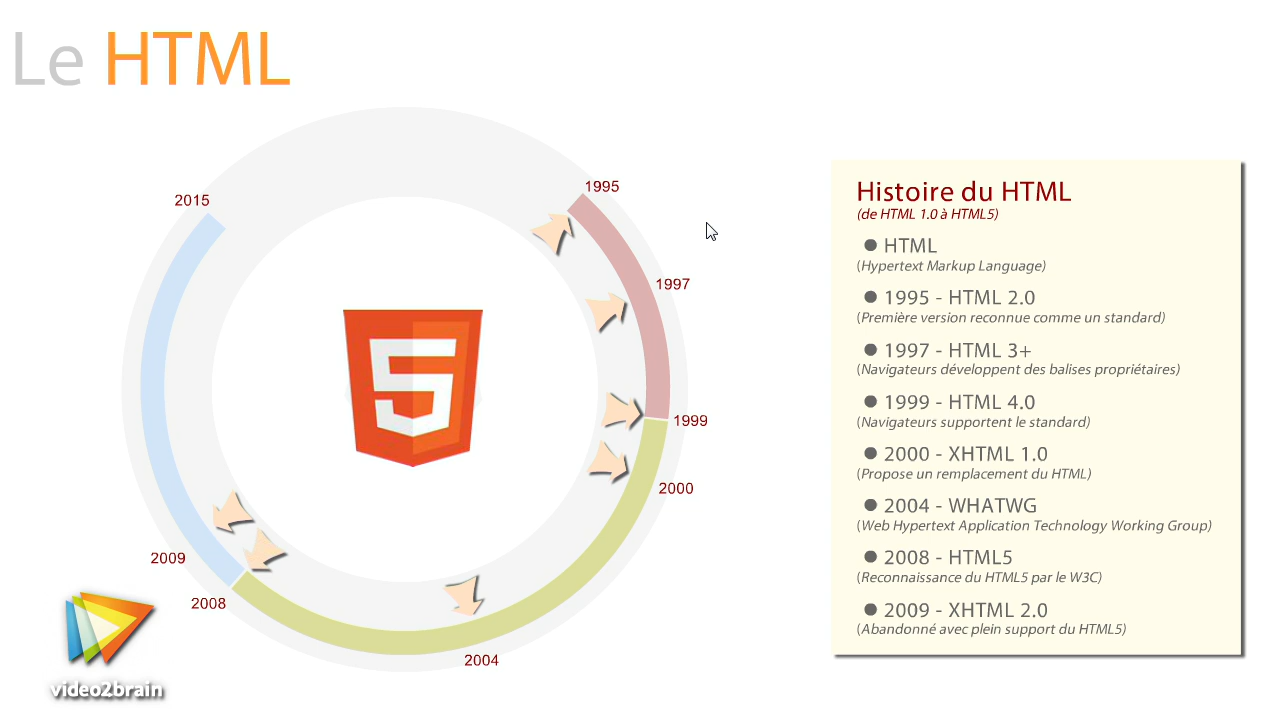 Le HTML
1995
1997
1999
2000
2004
2008
2009
2015
5
video2brain
Histoire du HTML
(de HTML 1.0 à HTML5)
● HTML
(Hypertext Markup Language)
● 1995 - HTML 2.0
(Première version reconnue comme un standard)
● 1997 - HTML 3+
(Navigateurs développent des balises propriétaires)
● 1999 - HTML 4.0
(Navigateurs supportent le standard)
● 2000 - XHTML 1.0
(Propose un remplacement du HTML)
● 2004 - WHATWG
(Web Hypertext Application Technology Working Group)
● 2008 - HTML5
(Reconnaissance du HTML5 par le W3C)
● 2009 - XHTML 2.0
(Abandonné avec plein support du HTML5)